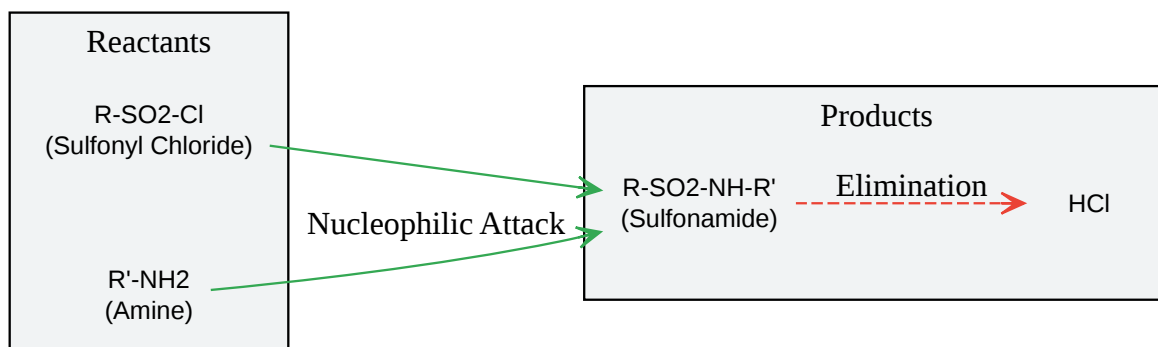 Reactants
R-SO2-Cl
(Sulfonyl Chloride)
Nucleophilic Attack
R'-NH2
(Amine)
Products
R-SO2-NH-R'
(Sulfonamide)
Elimination
HCl